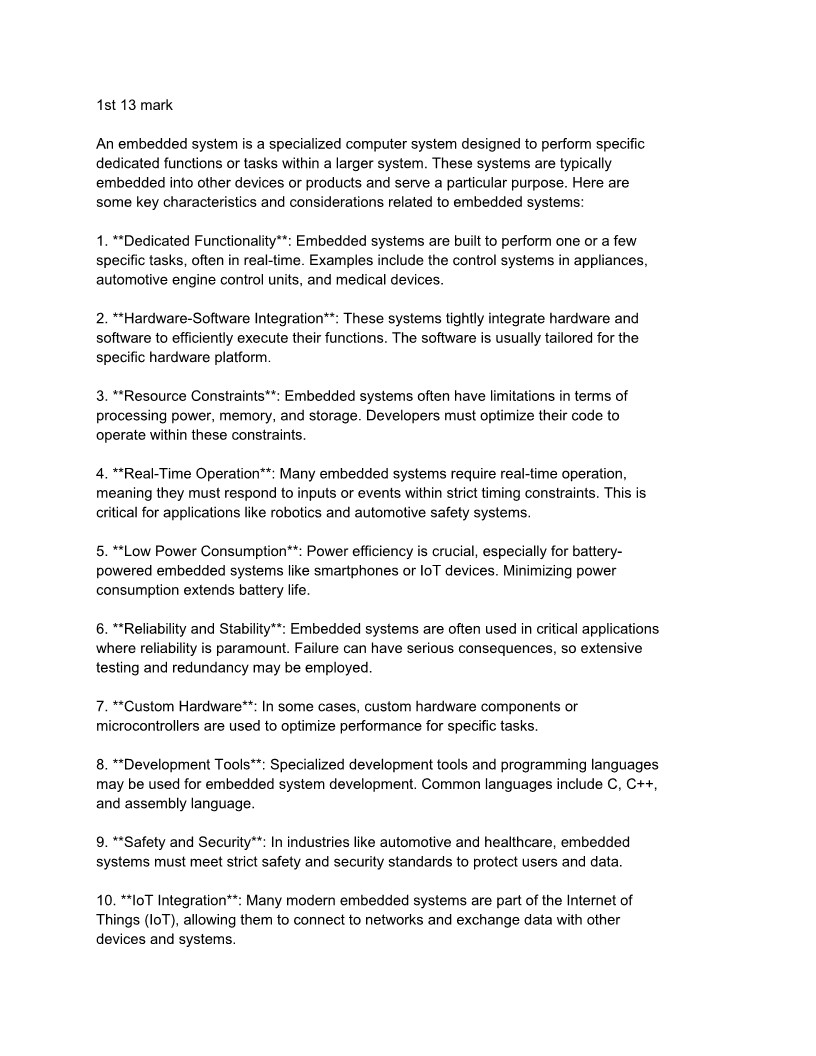 1st 13 mark
An embedded system is a specialized computer system designed to perform specific
dedicated functions or tasks within a larger system. These systems are typically
embedded into other devices or products and serve a particular purpose. Here are
some key characteristics and considerations related to embedded systems:
1. **Dedicated Functionality**: Embedded systems are built to perform one or a few
specific tasks, often in real-time. Examples include the control systems in appliances,
automotive engine control units, and medical devices.
2. **Hardware-Software Integration**: These systems tightly integrate hardware and
software to efficiently execute their functions. The software is usually tailored for the
specific hardware platform.
3. **Resource Constraints**: Embedded systems often have limitations in terms of
processing power, memory, and storage. Developers must optimize their code to
operate within these constraints.
4. **Real-Time Operation**: Many embedded systems require real-time operation,
meaning they must respond to inputs or events within strict timing constraints. This is
critical for applications like robotics and automotive safety systems.
5. **Low Power Consumption**: Power efficiency is crucial, especially for battery-
powered embedded systems like smartphones or IoT devices. Minimizing power
consumption extends battery life.
6. **Reliability and Stability**: Embedded systems are often used in critical applications
where reliability is paramount. Failure can have serious consequences, so extensive
testing and redundancy may be employed.
7. **Custom Hardware**: In some cases, custom hardware components or
microcontrollers are used to optimize performance for specific tasks.
8. **Development Tools**: Specialized development tools and programming languages
may be used for embedded system development. Common languages include C, C++,
and assembly language.
9. **Safety and Security**: In industries like automotive and healthcare, embedded
systems must meet strict safety and security standards to protect users and data.
10. **IoT Integration**: Many modern embedded systems are part of the Internet of
Things (IoT), allowing them to connect to networks and exchange data with other
devices and systems.